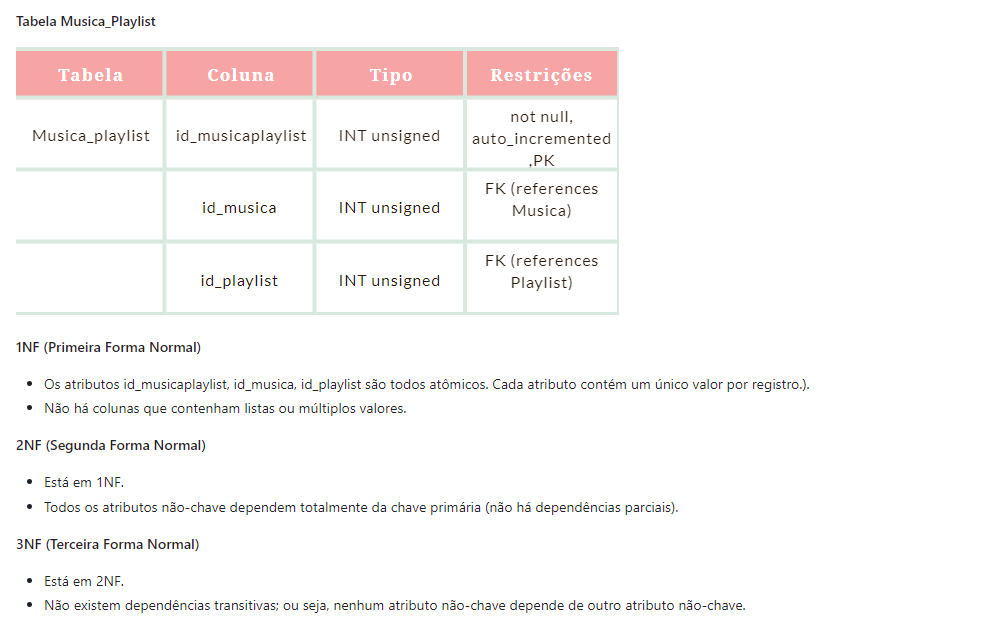 Tabela Musica_Playlist
Tabela Coluna Tipo Restrições
Musica_playlist id_musicaplaylist INT unsigned not null,
auto_incremented
,PK
id_musica INT unsigned FK (references
Musica)
id_playlist INT unsigned FK (references
Playlist)
1NF (Primeira Forma Normal)
• Os atributos id_musicaplaylist, id_musica, id_playlist são todos atômicos. Cada atributo contém um único valor por registro.).
• Não há colunas que contenham listas ou múltiplos valores.
2NF (Segunda Forma Normal)
• Está em 1NF.
• Todos os atributos não-chave dependem totalmente da chave primária (não há dependências parciais).
3NF (Terceira Forma Normal)
• Está em 2NF.
• Não existem dependências transitivas; ou seja, nenhum atributo não-chave depende de outro atributo não-chave.